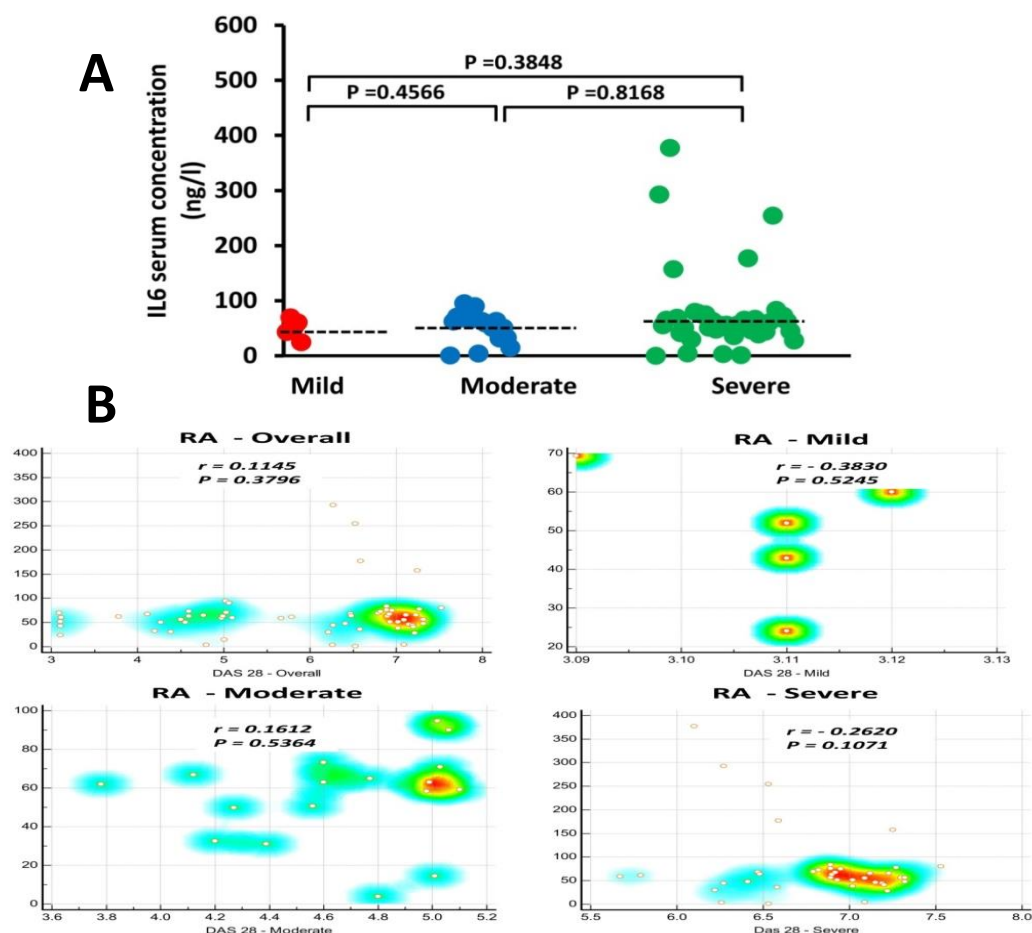 A
IL6 serum concentration
(ng/l)
600
500
400
300
200
100
0
P =0.3848
P =0.4566
P =0.8168
Mild
Moderate
Severe
B
RA - Overall
r = 0.1145
P = 0.3796
400
350
300
250
200
150
100
50
0
3
4
5
6
7
8
DAS 28 - Overall
RA - Mild
r = - 0.3830
P = 0.5245
70
60
50
40
30
20
3.09
3.10
3.11
3.12
3.13
DAS 28 - Mild
RA - Moderate
r = 0.1612
P = 0.5364
100
80
60
40
20
0
3.6
3.8
4.0
4.2
4.4
4.6
4.8
5.0
5.2
DAS 28 - Moderate
RA - Severe
r = - 0.2620
P = 0.1071
400
350
300
250
200
150
100
50
0
5.5
6.0
6.5
7.0
7.5
8.0
Das 28 - Severe